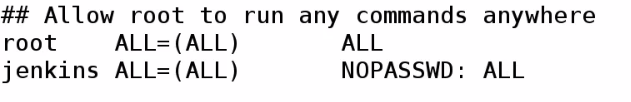 ## Allow root to run any commands anywhere
root    ALL=(ALL)       ALL
jenkins ALL=(ALL)       NOPASSWD: ALL